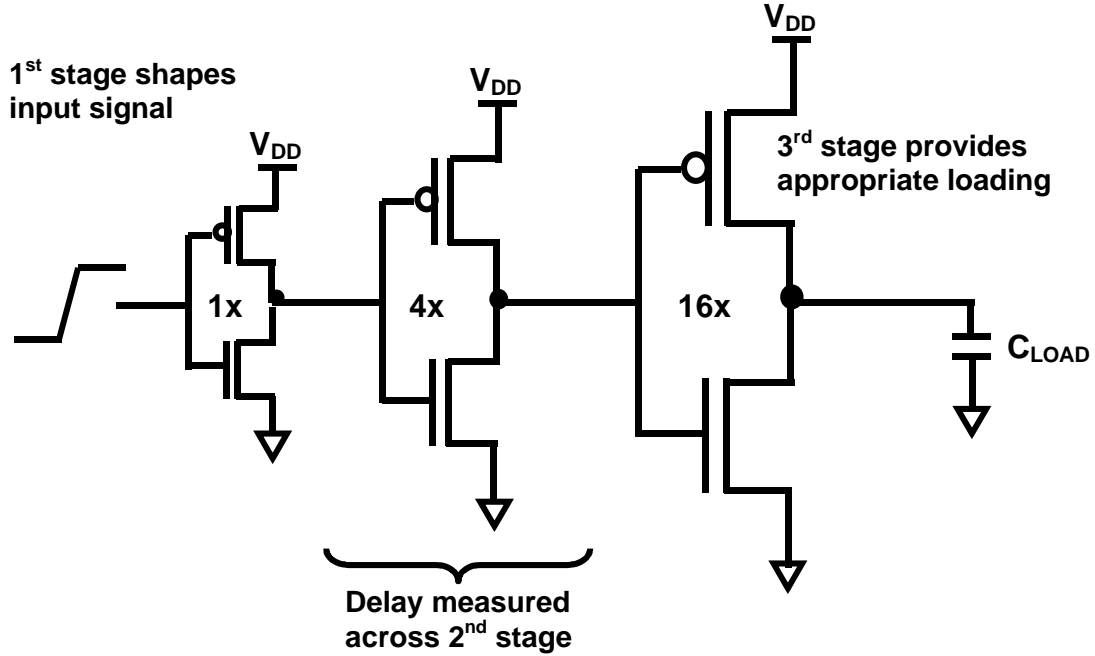 1st stage shapes
input signal
VDD
VDD
VDD
3rd stage provides
appropriate loading
1x
4x
16x
CLOAD
Delay measured
across 2nd stage